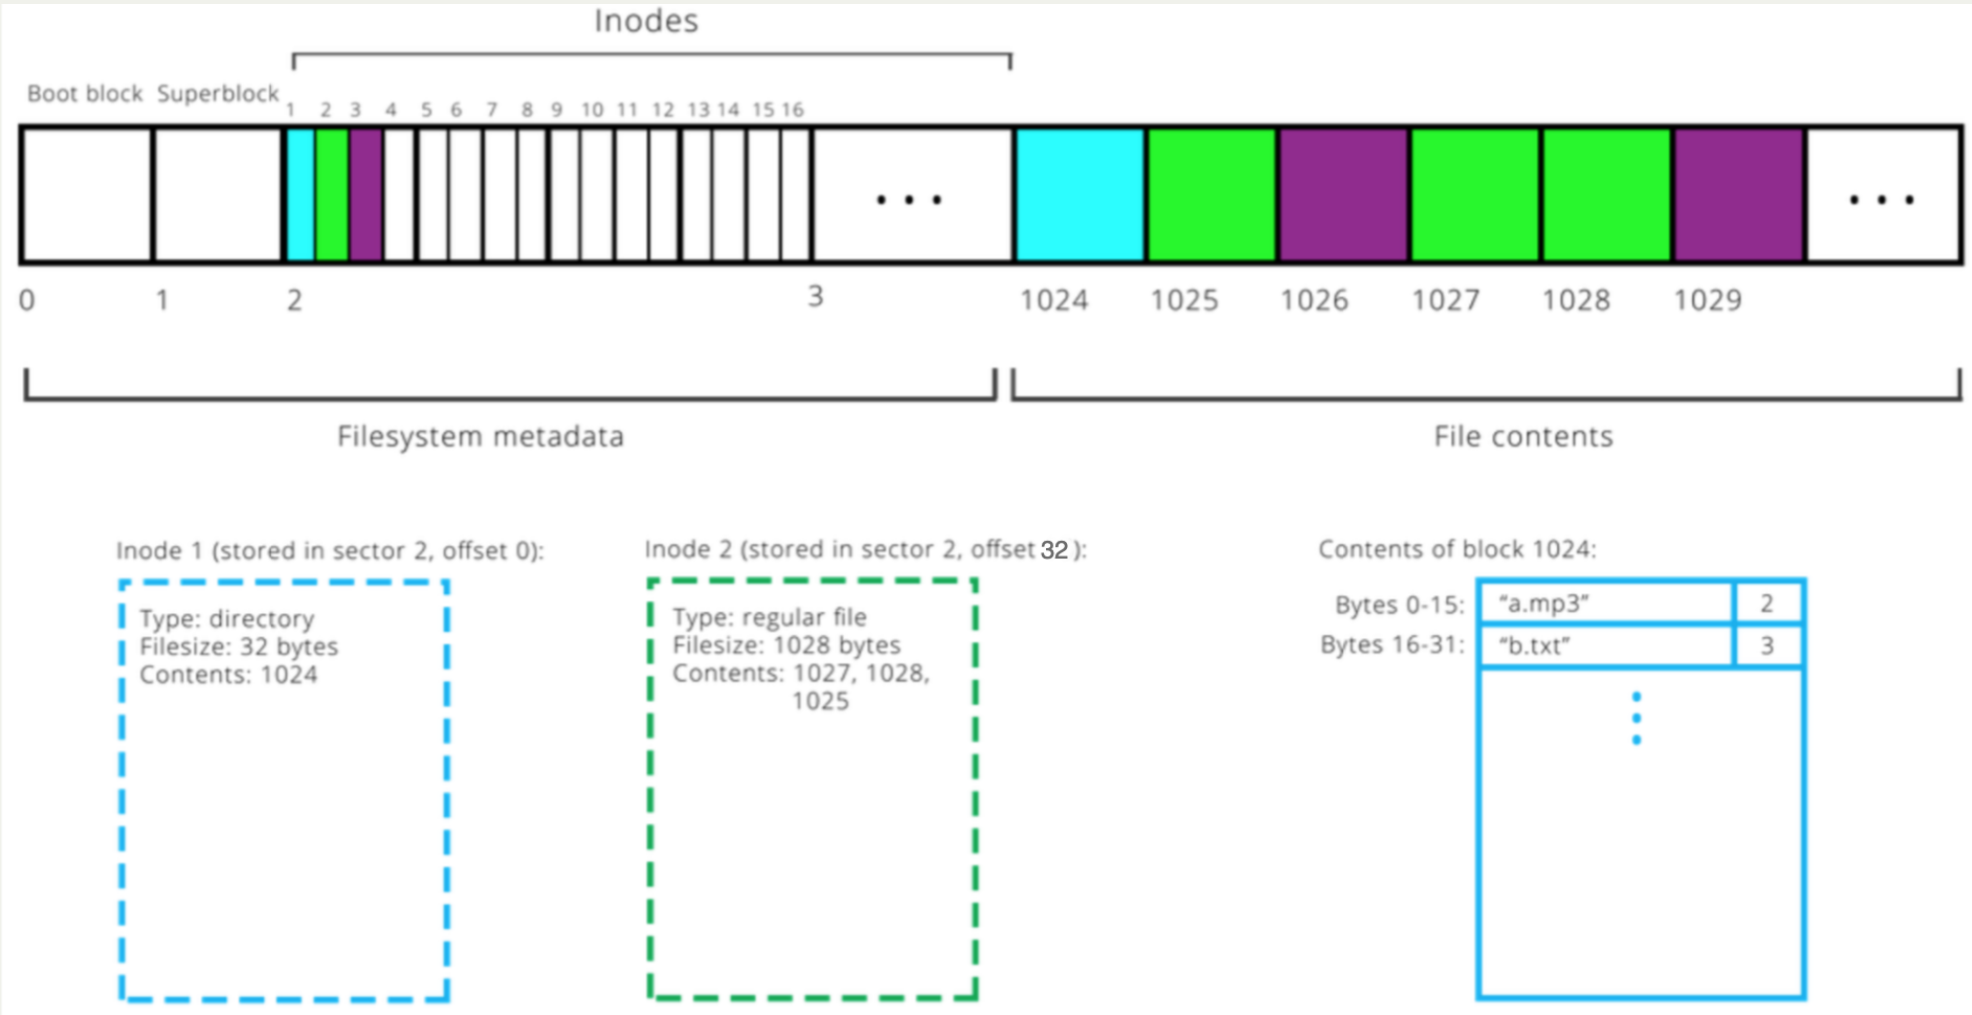 Inodes
Boot block Superblock
1 2 3 4 5 6 7 8 9 10 11 12 13 14 15 16
0 1 2 3 1024 1025 1026 1027 1028 1029
Filesystem metadata
File contents
Inode 1 (stored in sector 2, offset 0):
Type: directory
Filesize: 32 bytes
Contents: 1024
Inode 2 (stored in sector 2, offset 32 ):
Type: regular file
Filesize: 1028 bytes
Contents: 1027, 1028,
1025
Contents of block 1024:
Bytes 0-15: “a.mp3” 2
Bytes 16-31: “b.txt” 3